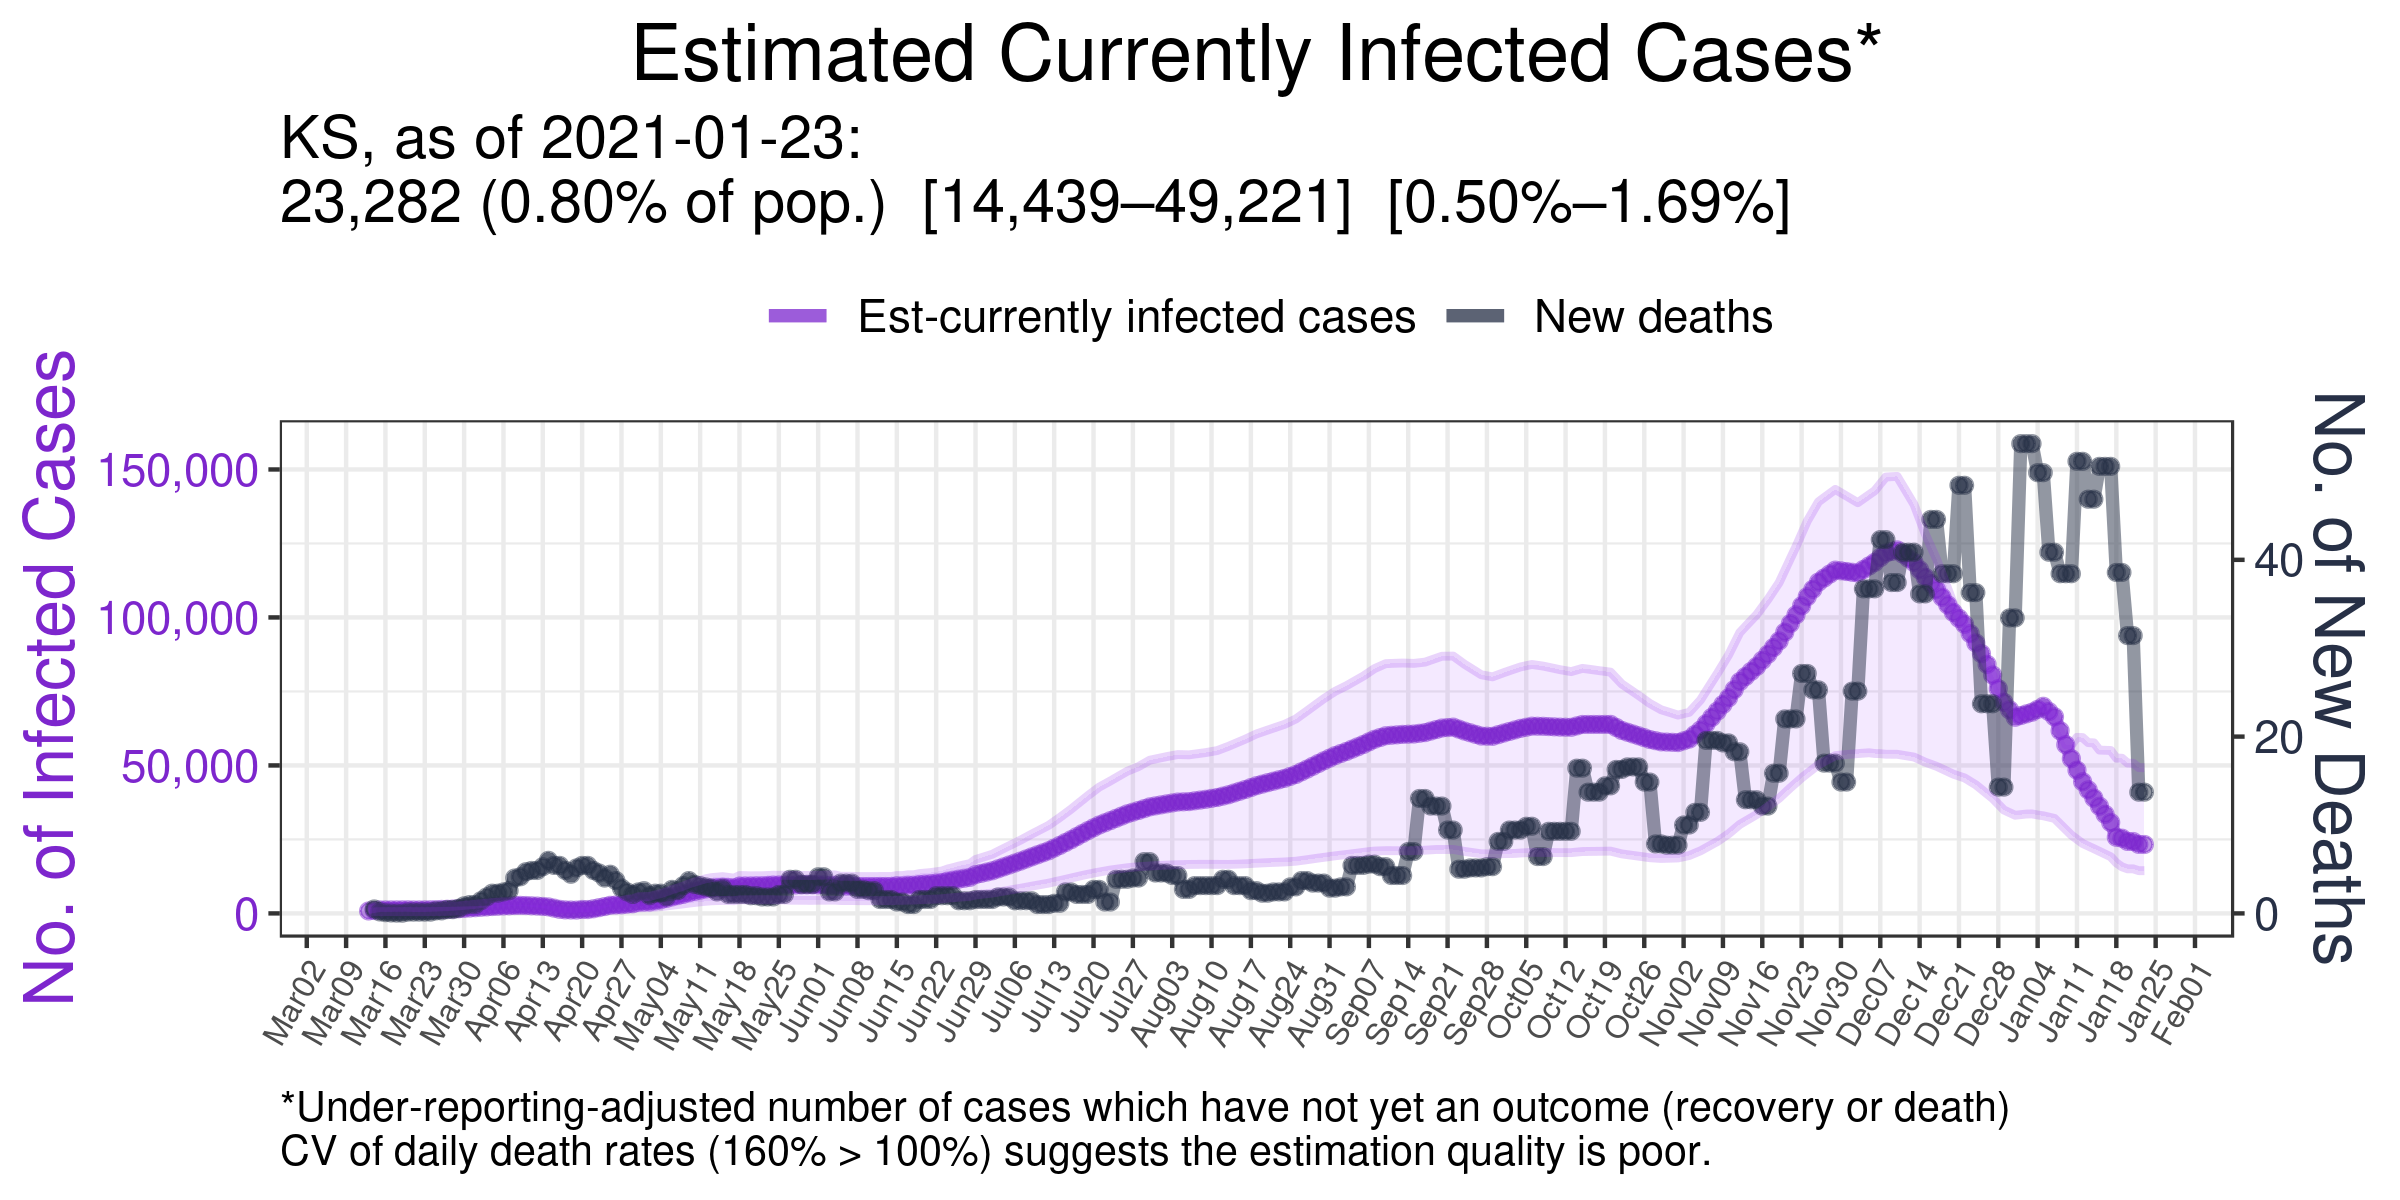 Estimated Currently Infected Cases*
KS, as of 2021-01-23:
23,282 (0.80% of pop.) [14,439–49,221] [0.50%–1.69%]
Est-currently infected cases New deaths
No. of Infected Cases
150,000
100,000
50,000
0
No. of New Deaths
40
20
0
Mar02 Mar09 Mar16 Mar23 Mar30 Apr06 Apr13 Apr20 Apr27 May04 May11 May18 May25 Jun01 Jun08 Jun15 Jun22 Jun29 Jul06 Jul13 Jul20 Jul27 Aug03 Aug10 Aug17 Aug24 Aug31 Sep07 Sep14 Sep21 Sep28 Oct05 Oct12 Oct19 Oct26 Nov02 Nov09 Nov16 Nov23 Nov30 Dec07 Dec14 Dec21 Dec28 Jan04 Jan11 Jan18 Jan25 Feb01
*Under-reporting-adjusted number of cases which have not yet an outcome (recovery or death)
CV of daily death rates (160% > 100%) suggests the estimation quality is poor.